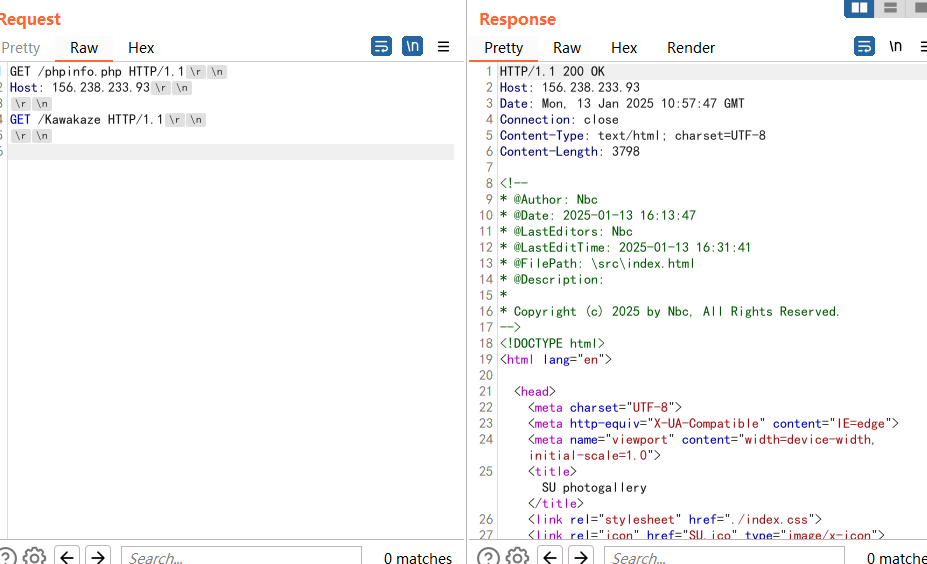 Request
Pretty Raw Hex
\n
GET /phpinfo.php HTTP/1.1 \r \n
2 Host: 156.238.233.93 \r \n
3 \r \n
4 GET /Kawakaze HTTP/1.1 \r \n
5 \r \n
6
Search...
0 matches
Response
Pretty Raw Hex Render
\n
1 HTTP/1.1 200 OK
2 Host: 156.238.233.93
3 Date: Mon, 13 Jan 2025 10:57:47 GMT
4 Connection: close
5 Content-Type: text/html; charset=UTF-8
6 Content-Length: 3798
7
8 <!--
9 * @Author: Nbc
10 * @Date: 2025-01-13 16:13:47
11 * @LastEditors: Nbc
12 * @LastEditTime: 2025-01-13 16:31:41
13 * @FilePath: \src\index.html
14 * @Description:
15 *
16 * Copyright (c) 2025 by Nbc, All Rights Reserved.
17 -->
18 <!DOCTYPE html>
19 <html lang="en">
20
21 <head>
22 <meta charset="UTF-8">
23 <meta http-equiv="X-UA-Compatible" content="IE=edge">
24 <meta name="viewport" content="width=device-width,
initial-scale=1.0">
25 <title>
SU photogallery
</title>
26 <link rel="stylesheet" href="./index.css">
27 <link rel="icon" href="SU.ico" type="image/x-icon">
Search...
0 matche